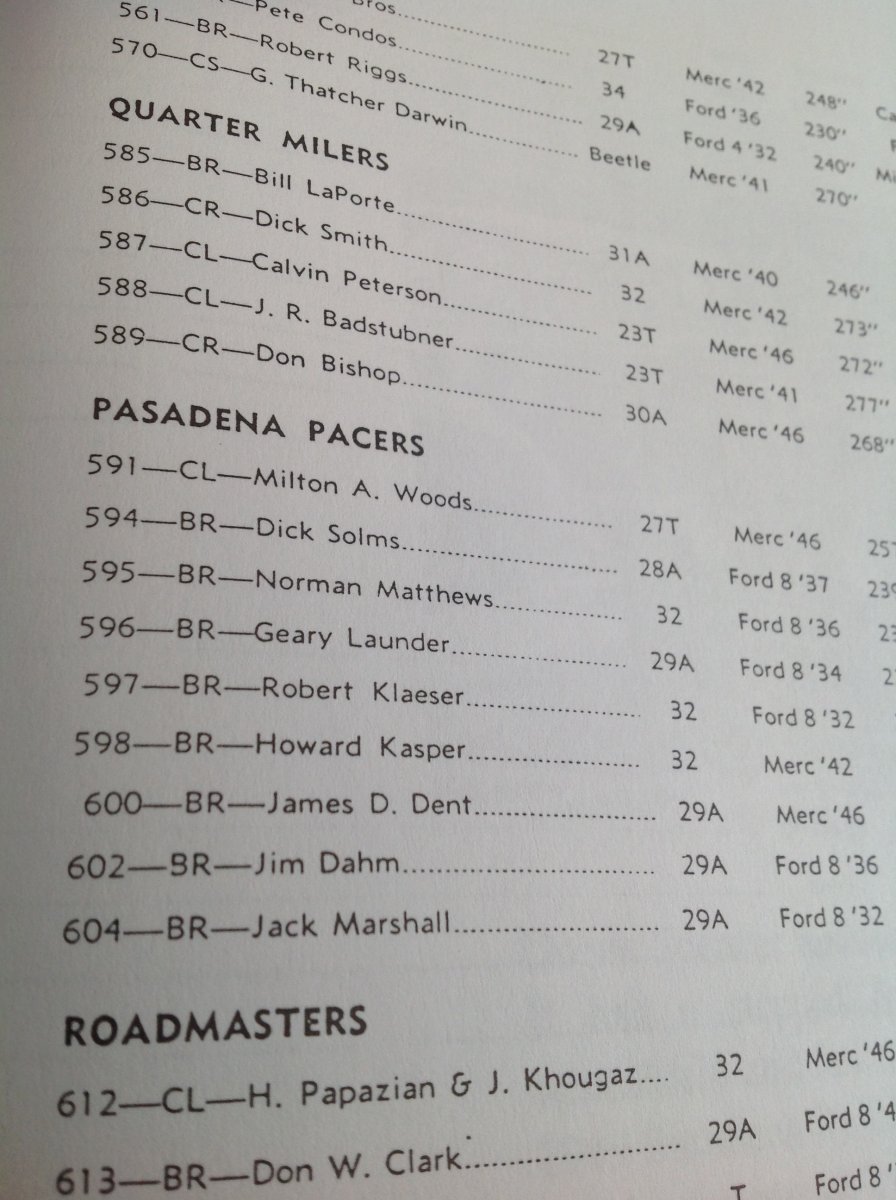 Bros. 27T Merc '42 248"
Pete Condos 34 Ford '36 230"
561—BR—Robert Riggs 29A Ford 4 '32 240"
570—CS—G. Thatcher Darwin Beetle Merc '41 270"
QUARTER MILERS
585—BR—Bill LaPorte 31A Merc '40 246"
586—CR—Dick Smith 32 Merc '42 273"
587—CL—Calvin Peterson 23T Merc '46 272"
588—CL—J. R. Badstubner 23T Merc '41 277"
589—CR—Don Bishop 30A Merc '46 268"
PASADENA PACERS
591—CL—Milton A. Woods 27T Merc '46
594—BR—Dick Solms 28A Ford 8 '37
595—BR—Norman Matthews 32 Ford 8 '36
596—BR—Geary Launder 29A Ford 8 '34
597—BR—Robert Klaeser 32 Ford 8 '32
598—BR—Howard Kasper 32 Merc '42
600—BR—James D. Dent 29A Merc '46
602—BR—Jim Dahm 29A Ford 8 '36
604—BR—Jack Marshall 29A Ford 8 '32
ROADMASTERS
612—CL—H. Papazian & J. Khougaz 32 Merc '46
613—BR—Don W. Clark 29A Ford 8 '4
T Ford 8 '